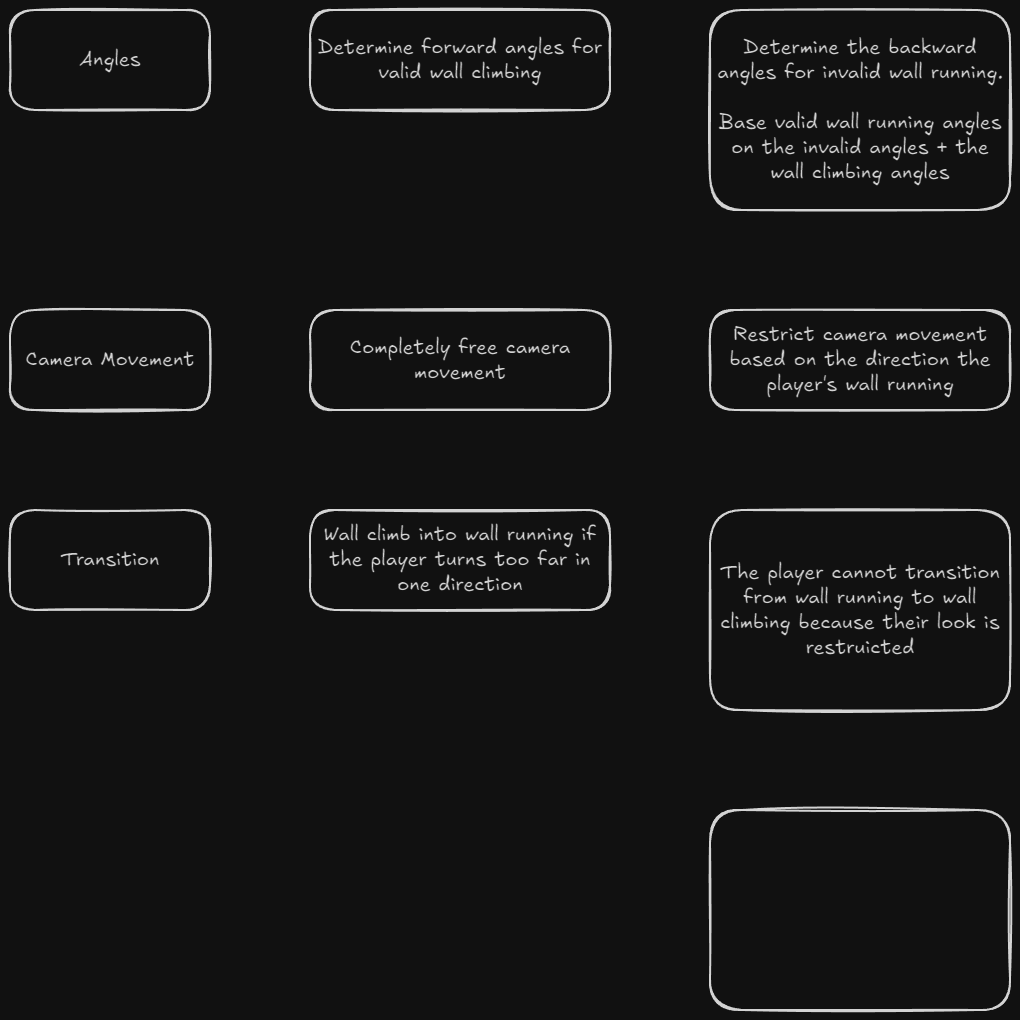 Angles
Determine forward angles for
valid wall climbing
Determine the backward
angles for invalid wall running.
Base valid wall running angles
on the invalid angles + the
wall climbing angles
Camera Movement
Completely free camera
movement
Restrict camera movement
based on the direction the
player's wall running
Transition
Wall climb into wall running if
the player turns too far in
one direction
The player cannot transition
from wall running to wall
climbing because their look is
restruicted